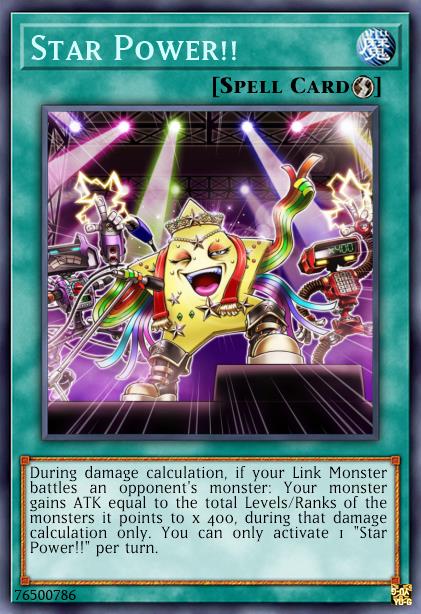 STAR POWER!!
魔
[SPELL CARD]
400
During damage calculation, if your Link Monster
battles an opponent's monster: Your monster
gains ATK equal to the total Levels/Ranks of the
monsters it points to x 400, during that damage
calculation only. You can only activate 1 "Star
Power!!" per turn.
76500786